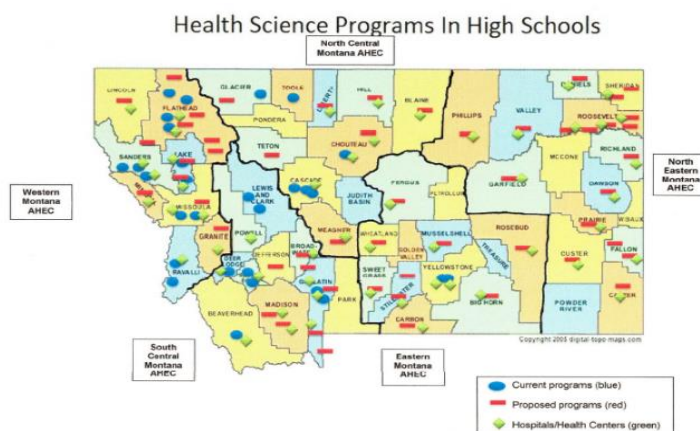 Health Science Programs In High Schools
North Central
Montana AHEC
LINCOLN
FLATHEAD
GLACIER
TOOLE
LIBERTY
HILL
BLAINE
PHILLIPS
VALLEY
SHERIDAN
ROOSEVELT
PONDERA
TETON
CHOUTEAU
RICHLAND
SANDERS
LAKE
LEWIS
AND
CLARK
CASCADE
JUDITH
BASIN
FERGUS
GARFIELD
MCCONE
DAWSON
North
Eastern
Montana
AHEC
Western
Montana
AHEC
MISSOULA
POWELL
MEAGHER
WHEATLAND
GOLDEN
VALLEY
MUSSELSHELL
ROSEBUD
TREASURE
PRAIRIE
WIBAUX
GRANITE
RAVALLI
DEER
LODGE
JEFFERSON
SWEET
GRASS
YELLOWSTONE
CUSTER
FALLON
BEAVERHEAD
MADISON
PARK
CARBON
BIG HORN
POWDER
RIVER
CARTER
Copyright 2005 digital-topo-maps.com
South
Central
Montana
AHEC
Eastern
Montana
AHEC
Current programs (blue)
Proposed programs (red)
Hospitals/Health Centers (green)